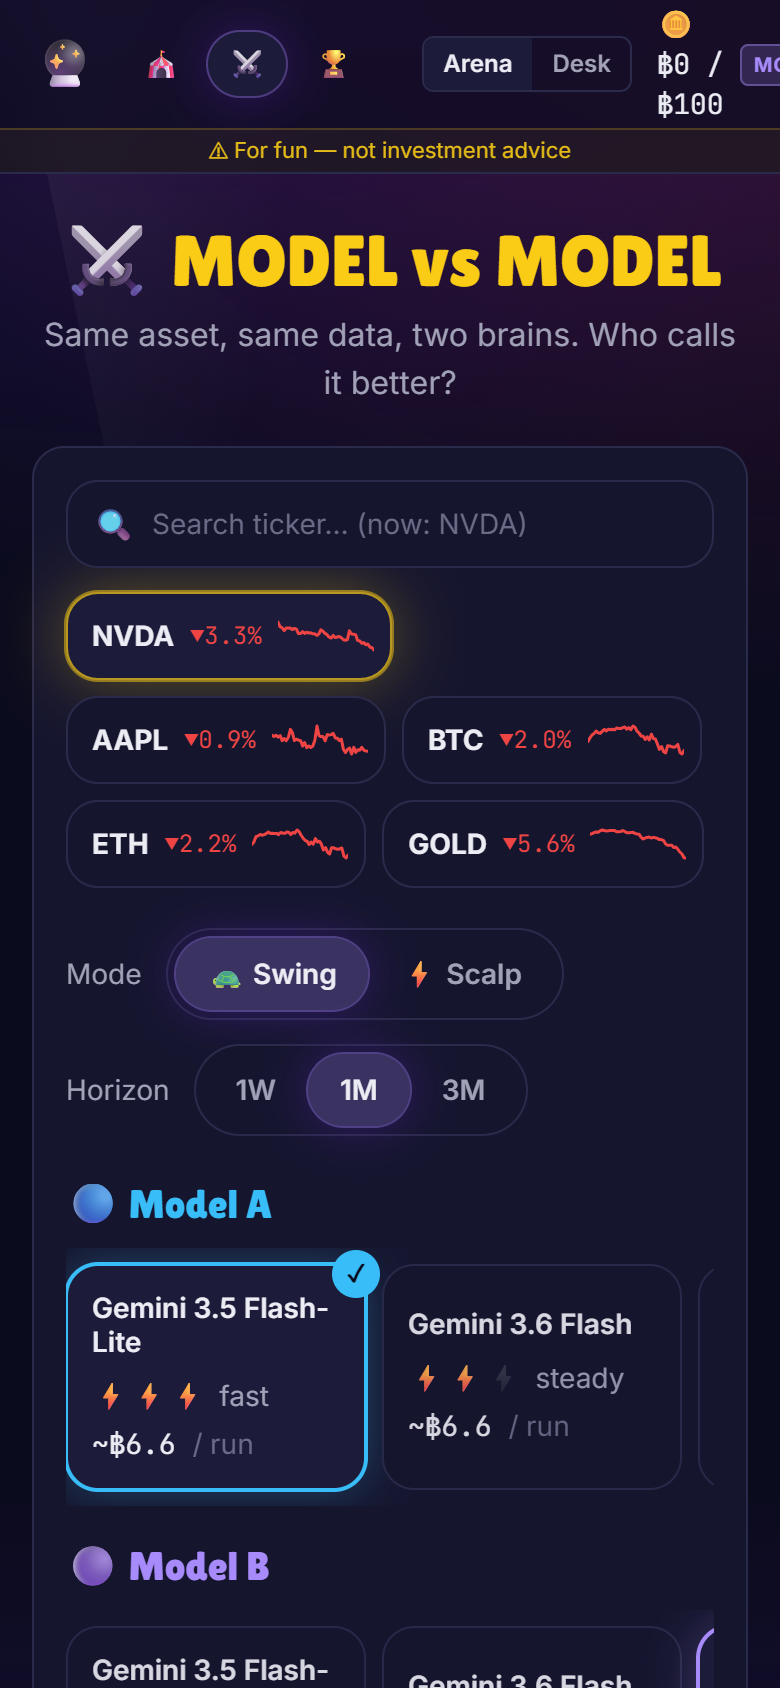 Arena Desk
฿0 /
฿100
⚠ For fun — not investment advice
MODEL vs MODEL
Same asset, same data, two brains. Who calls
it better?
Search ticker... (now: NVDA)
NVDA ▼3.3%
AAPL ▼0.9% BTC ▼2.0%
ETH ▼2.2% GOLD ▼5.6%
Mode Swing Scalp
Horizon 1W 1M 3M
Model A
Gemini 3.5 Flash-
Lite
fast
~฿6.6 / run
Gemini 3.6 Flash
steady
~฿6.6 / run
Model B
Gemini 3.5 Flash-
Gemini 3.6 Flash